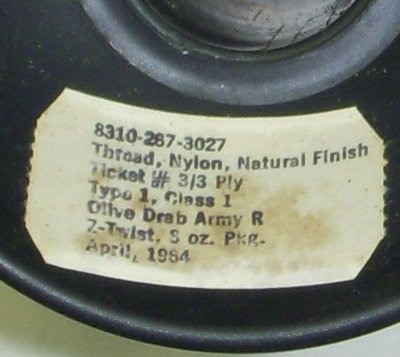 8310-267-3027
Thread, Nylon, Natural Finish
Ticket # 3/3 Ply
Type 1, Class 1
Olive Drab Army R
Z-Twist, 8 oz. Pkg.
April, 1964